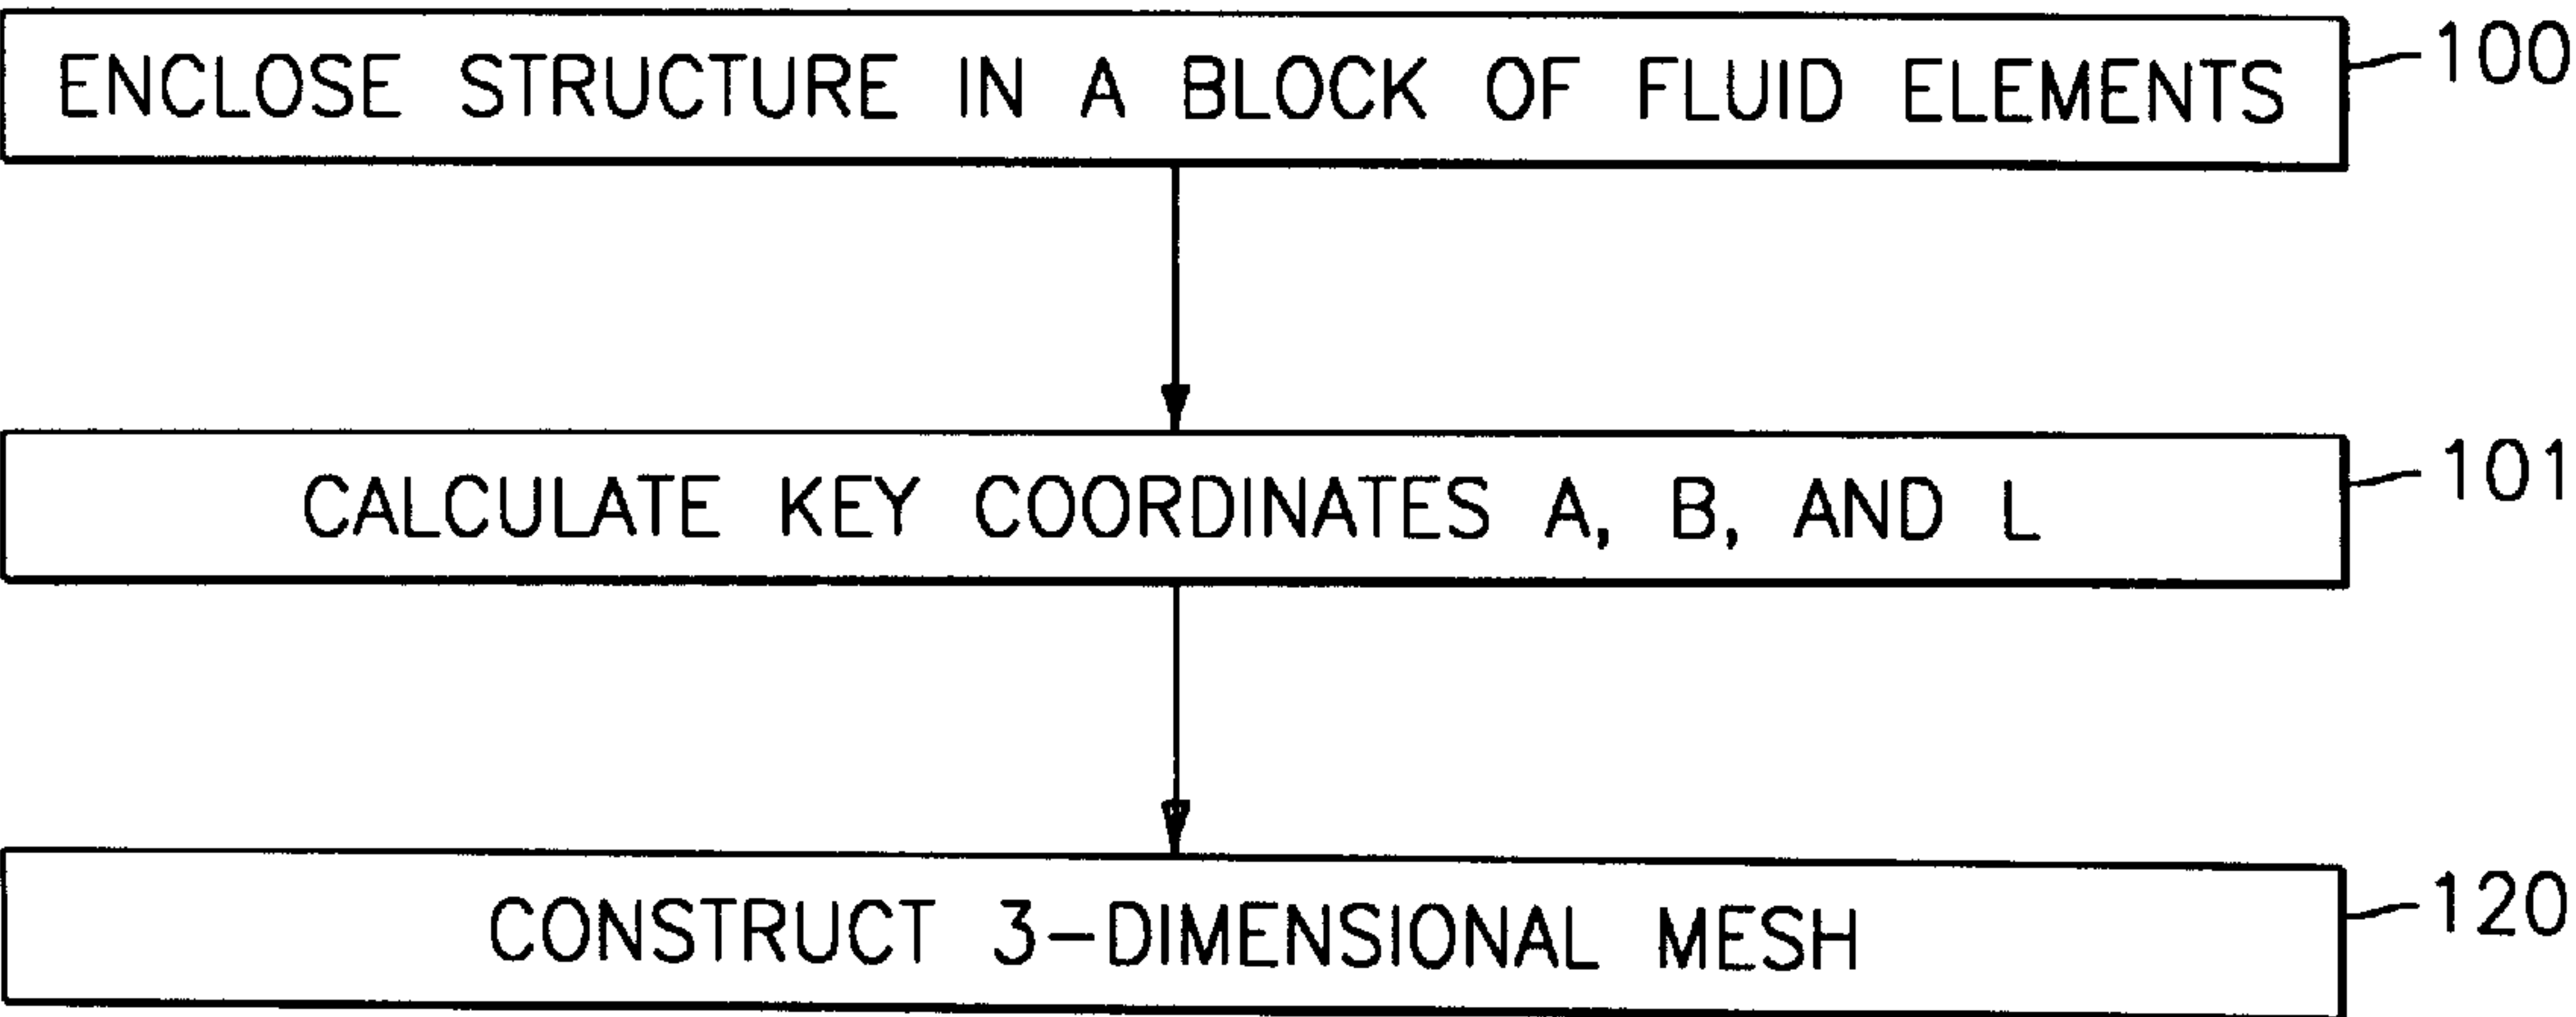 ENCLOSE STRUCTURE IN A BLOCK OF FLUID ELEMENTS
100
CALCULATE KEY COORDINATES A, B, AND L
101
CONSTRUCT 3-DIMENSIONAL MESH
120